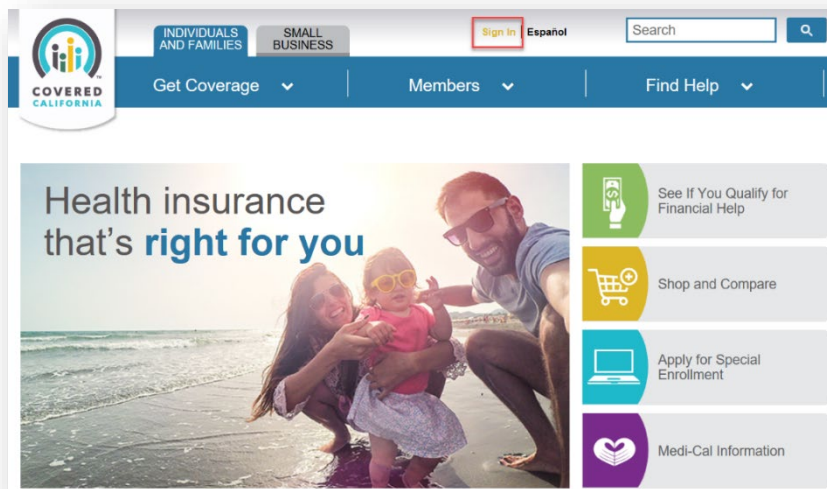 INDIVIDUALS
AND FAMILIES
SMALL
BUSINESS
Sign In
Español
Search
COVERED
CALIFORNIA
Get Coverage
Members
Find Help
Health insurance
that's right for you
See If You Qualify for
Financial Help
Shop and Compare
Apply for Special
Enrollment
Medi-Cal Information